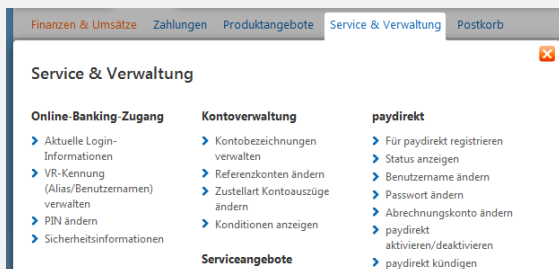 Finanzen & Umsätze Zahlungen Produktangebote Service & Verwaltung Postkorb
Service & Verwaltung
Online-Banking-Zugang
Aktuelle Login-
Informationen
VR-Kennung
(Alias/Benutzernamen)
verwalten
PIN ändern
Sicherheitsinformationen
Kontoverwaltung
Kontobezeichnungen
verwalten
Referenzkonten ändern
Zustellart Kontoauszüge
ändern
Konditionen anzeigen
Serviceangebote
paydirekt
Für paydirekt registrieren
Status anzeigen
Benutzername ändern
Passwort ändern
Abrechnungskonto ändern
paydirekt
aktivieren/deaktivieren
paydirekt kündigen